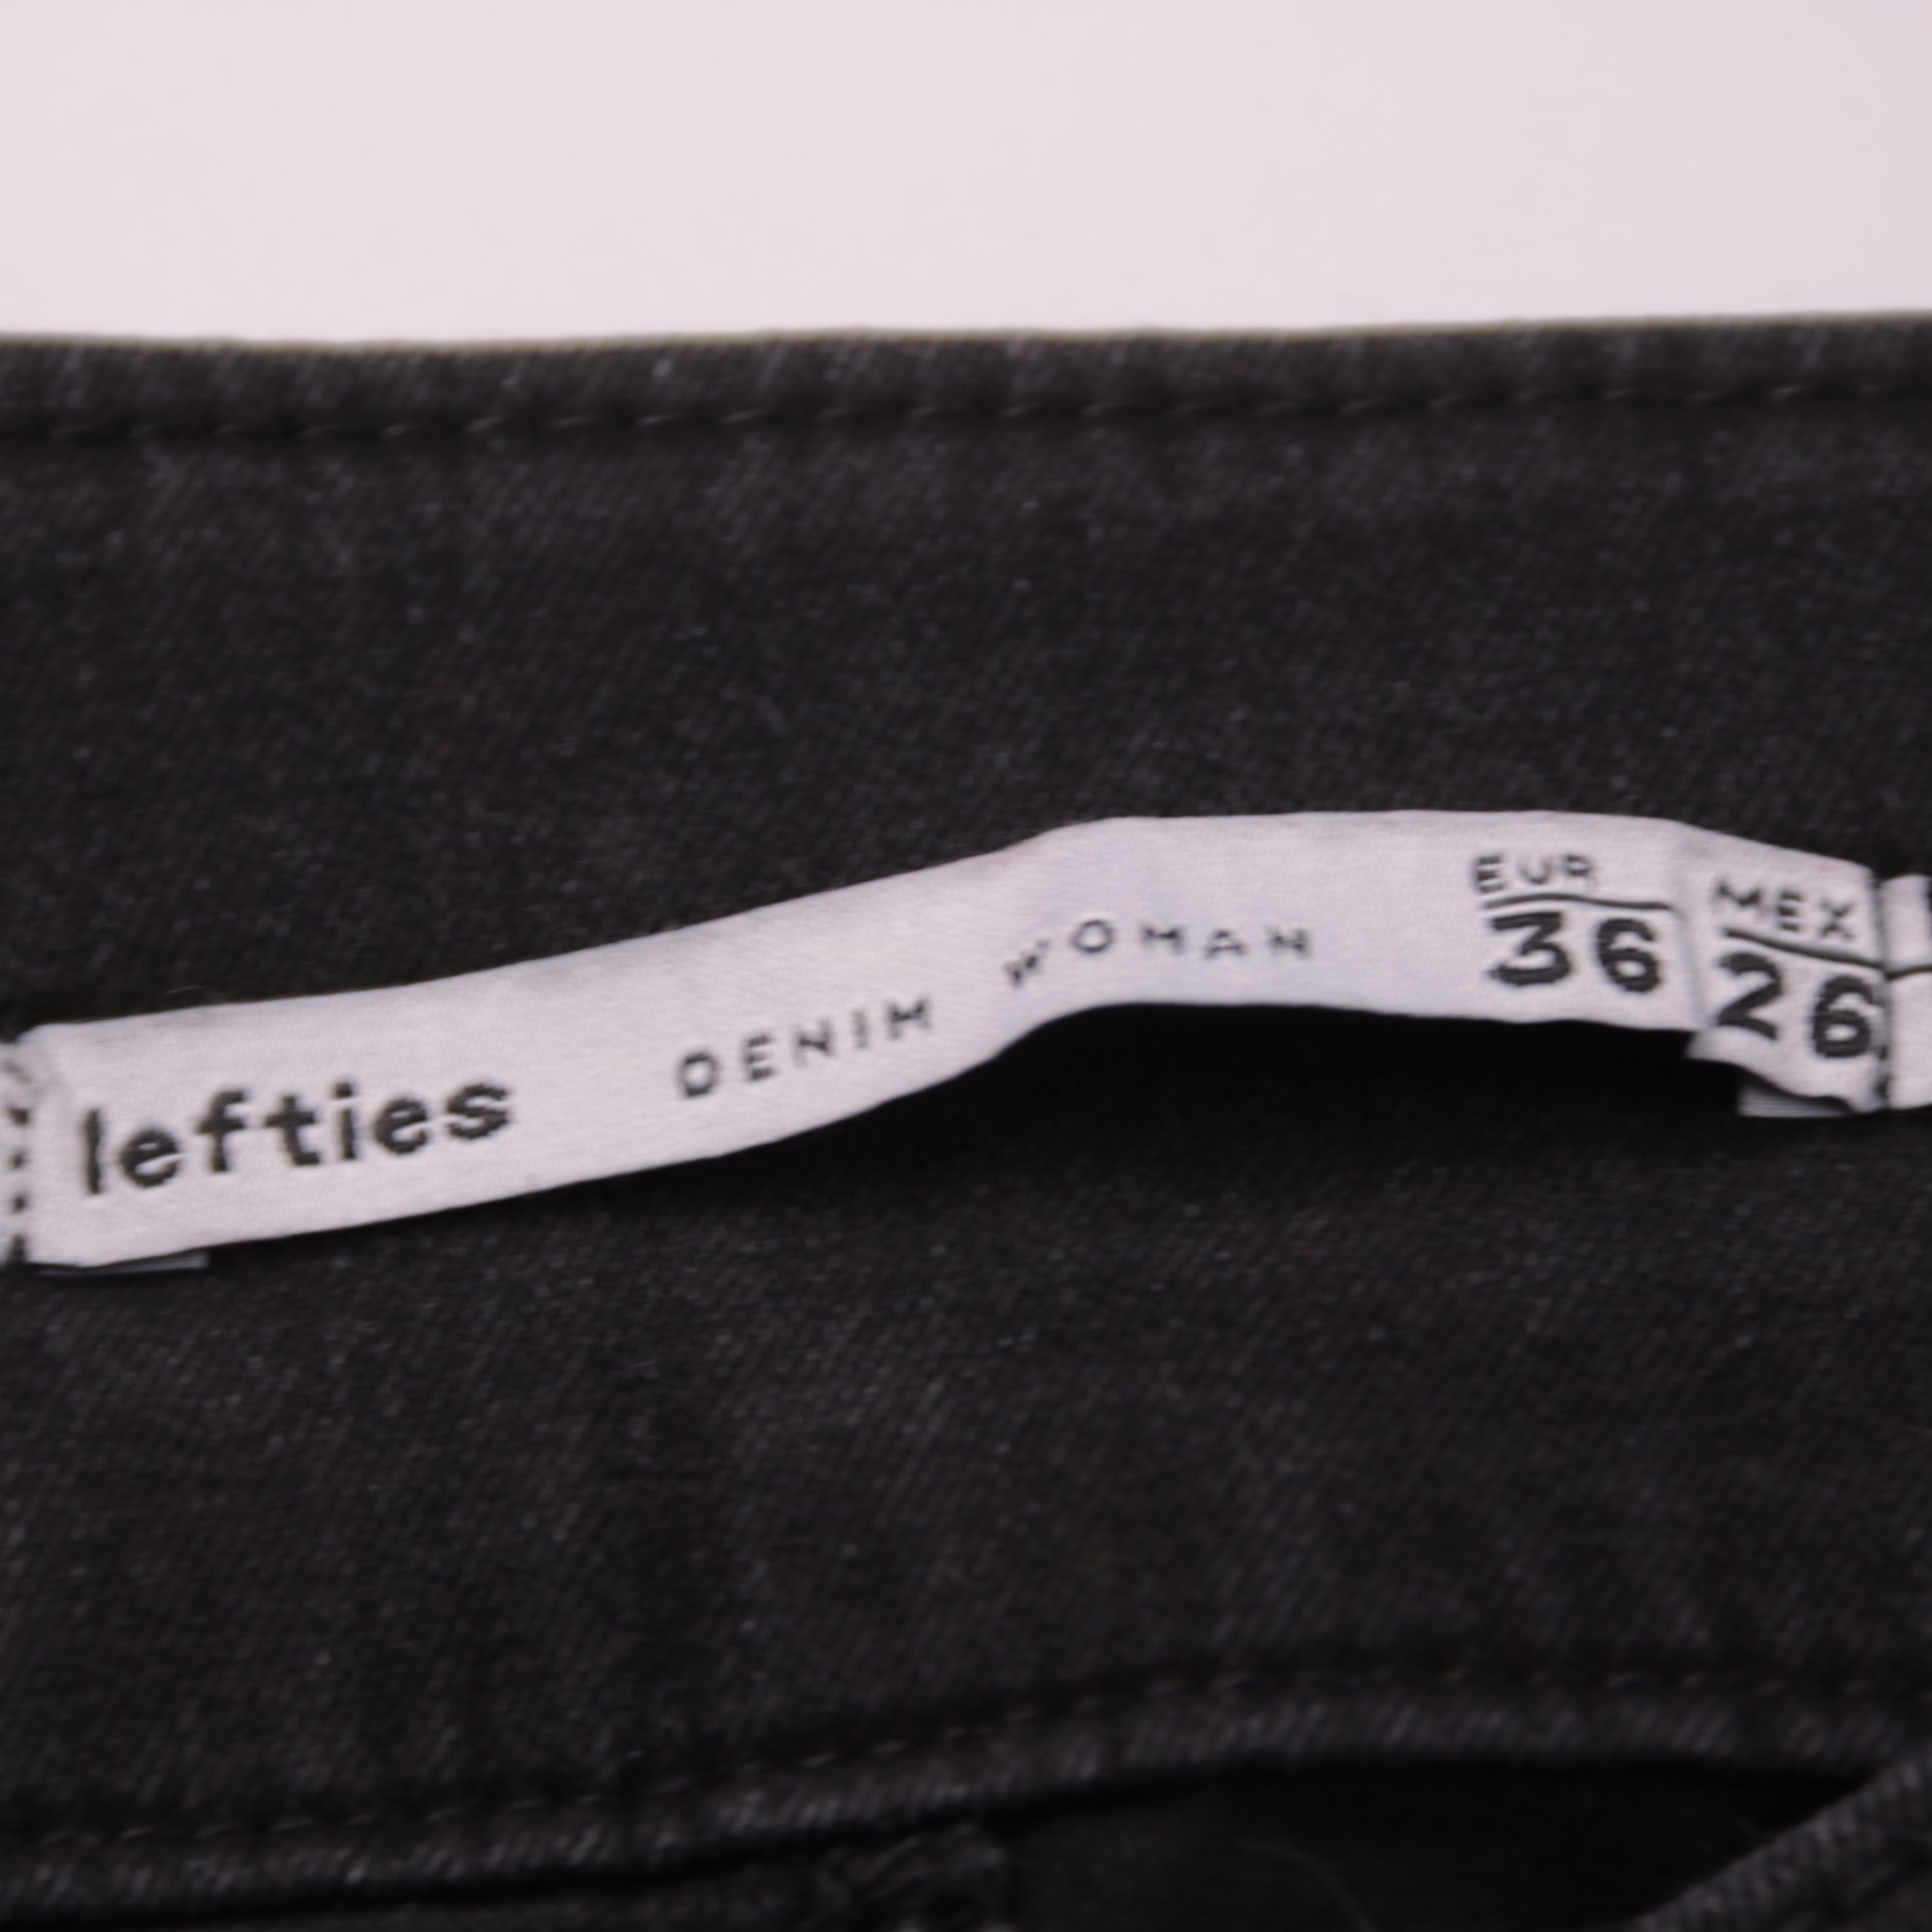 lefties DENIM WOMAN EUR MEX
36 26